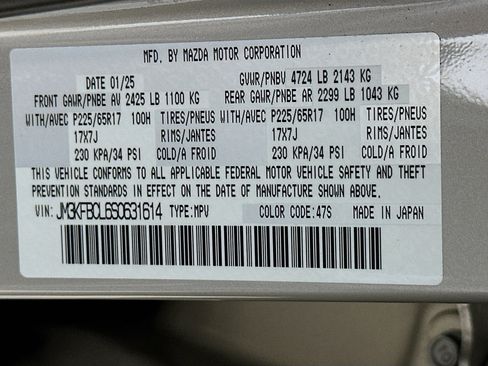 MFD. BY MAZDA MOTOR CORPORATION
DATE 01/25 GVWR/PNBV 4724 LB 2143 KG
FRONT GAWR/PNBE AV 2425 LB 1100 KG REAR GAWR/PNBE AR 2299 LB 1043 KG
WITH/AVEC P225/65R17 100H TIRES/PNEUS WITH/AVEC P225/65R17 100H TIRES/PNEUS
17X7J RIMS/JANTES 17X7J RIMS/JANTES
230 KPA/34 PSI COLD/A FROID 230 KPA/34 PSI COLD/A FROID
THIS VEHICLE CONFORMS TO ALL APPLICABLE FEDERAL MOTOR VEHICLE SAFETY AND THEFT
PREVENTION STANDARDS IN EFFECT ON THE DATE OF MANUFACTURE SHOWN ABOVE.
VIN: JM3KFBCL6S0631614 TYPE:MPV COLOR CODE:47S MADE IN JAPAN